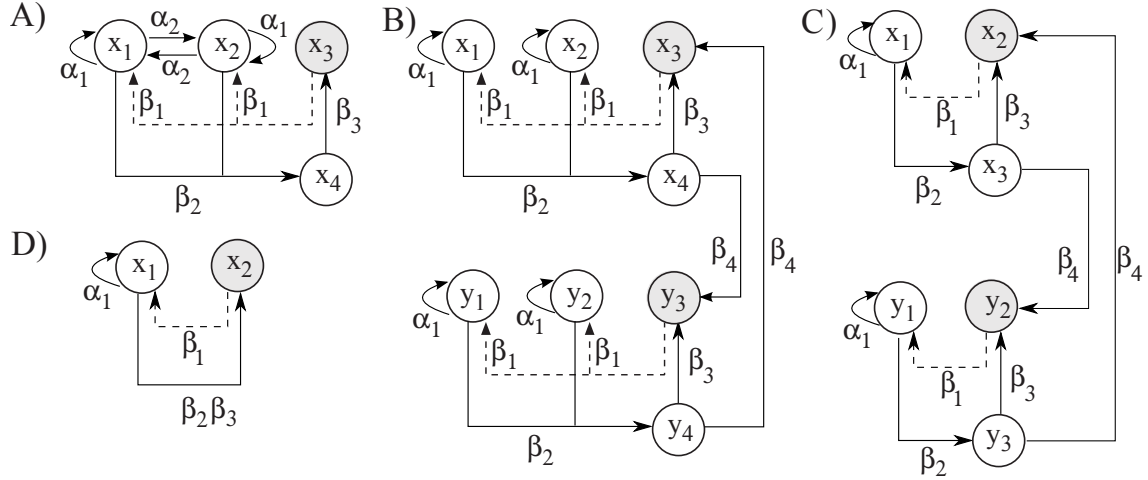 A)
α₂
x₁ x₂ x₃
α₁ α₂ α₁
β₁ β₁ β₃
x₄
β₂
B)
x₁ x₂ x₃
α₁ α₁
β₁ β₁ β₃
x₄
β₂
β₄ β₄
y₁ y₂ y₃
α₁ α₁
β₁ β₁ β₃
y₄
β₂
C)
x₁ x₂
α₁
β₁ β₃
x₃
β₂
β₄ β₄
y₁ y₂
α₁
β₁ β₃
y₃
β₂
D)
x₁ x₂
α₁
β₁
β₂β₃